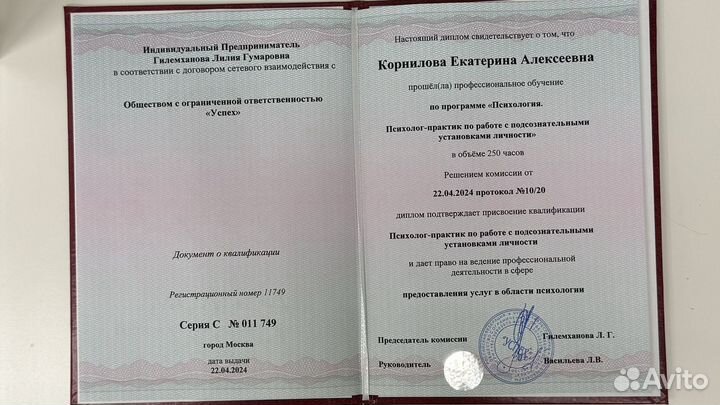 Индивидуальный Предприниматель
Гилемханова Лилия Гумаровна
в соответствии с договором сетевого взаимодействия с
Обществом с ограниченной ответственностью
«Успех»
Документ о квалификации
Регистрационный номер 11749
Серия С № 011 749
город Москва
дата выдачи
22.04.2024
Настоящий диплом свидетельствует о том, что
Корнилова Екатерина Алексеевна
прошёл(ла) профессиональное обучение
по программе «Психология.
Психолог-практик по работе с подсознательными
установками личности»
в объёме 250 часов
Решением комиссии от
22.04.2024 протокол №10/20
диплом подтверждает присвоение квалификации
Психолог-практик по работе с подсознательными
установками личности
и дает право на ведение профессиональной
деятельности в сфере
предоставления услуг в области психологии
Председатель комиссии Гилемханова Л. Г.
Руководитель Васильева Л.В.
Avito